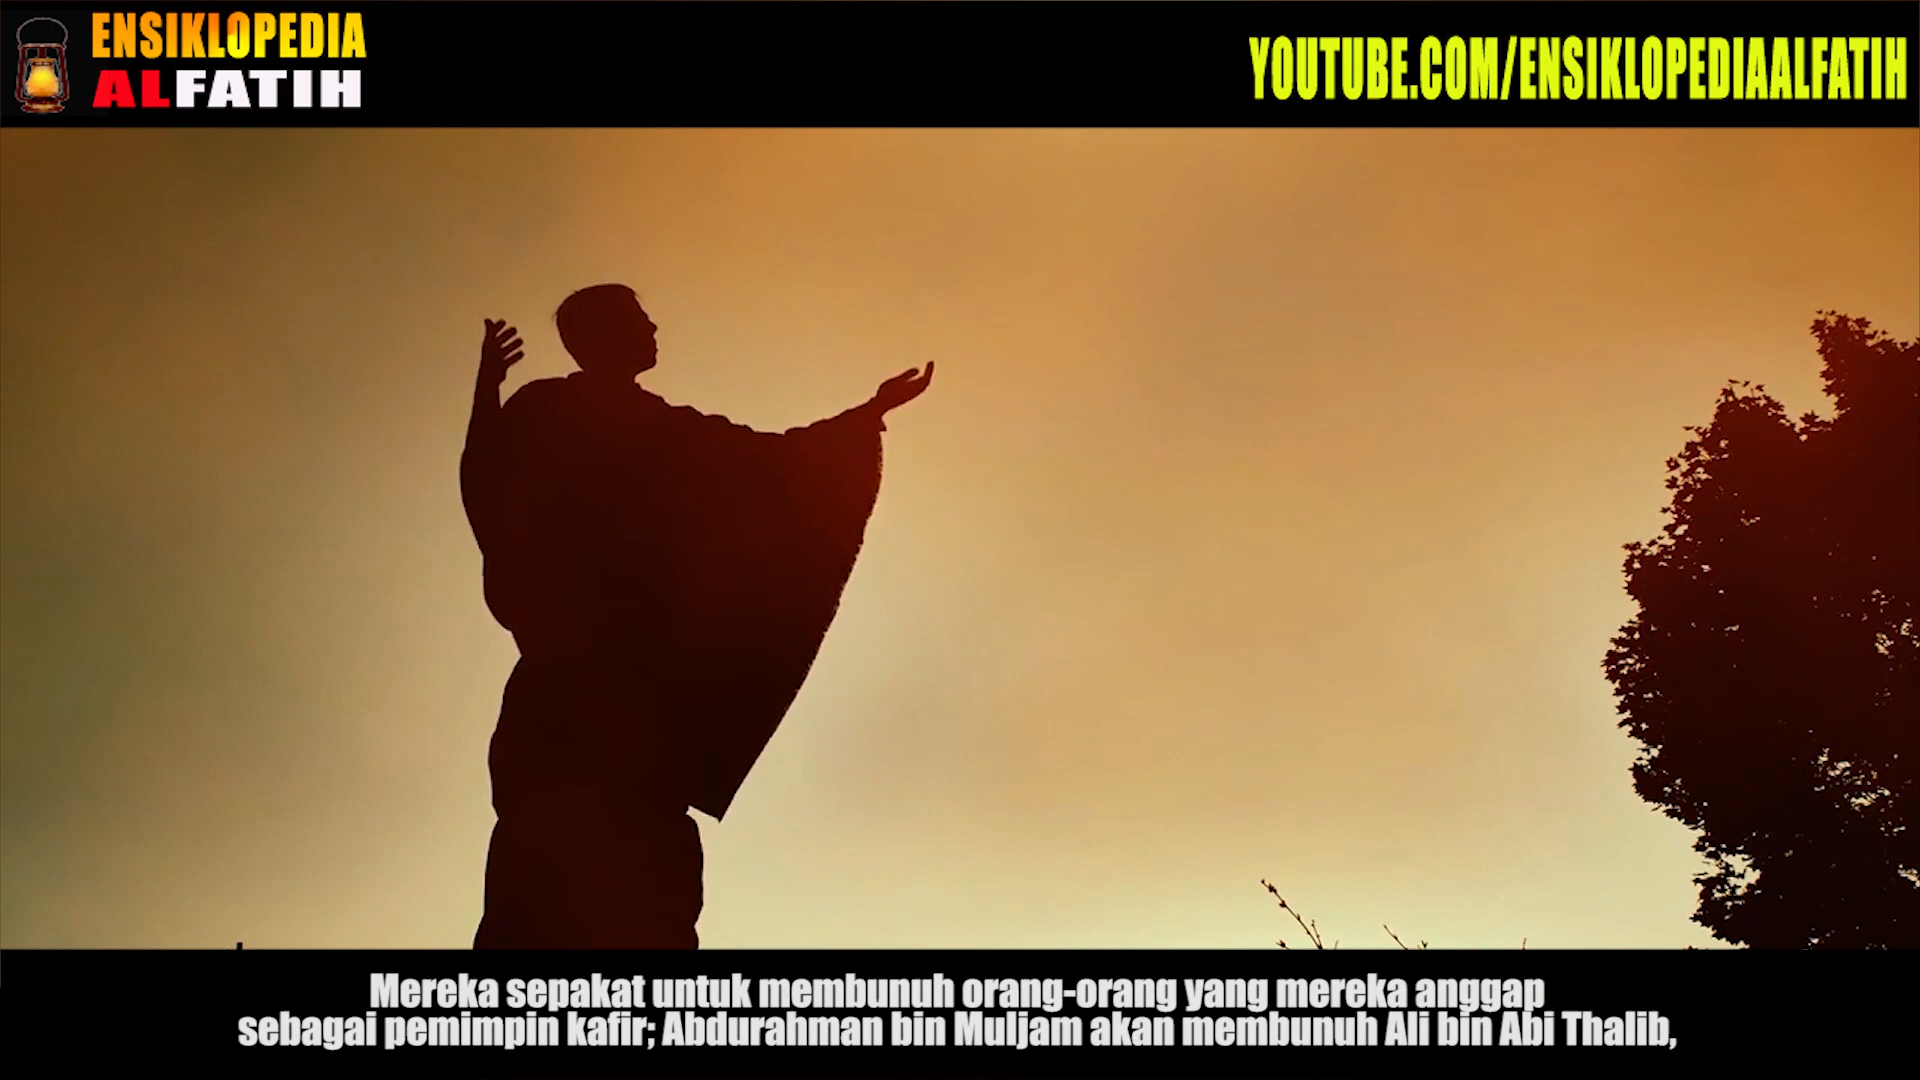 ENSIKLOPEDIA
ALFATIH
YOUTUBE.COM/ENSIKLOPEDIAALFATIH
Mereka sepakat untuk membunuh orang-orang yang mereka anggap
sebagai pemimpin kafir; Abdurahman bin Muljam akan membunuh Ali bin Abi Thalib,